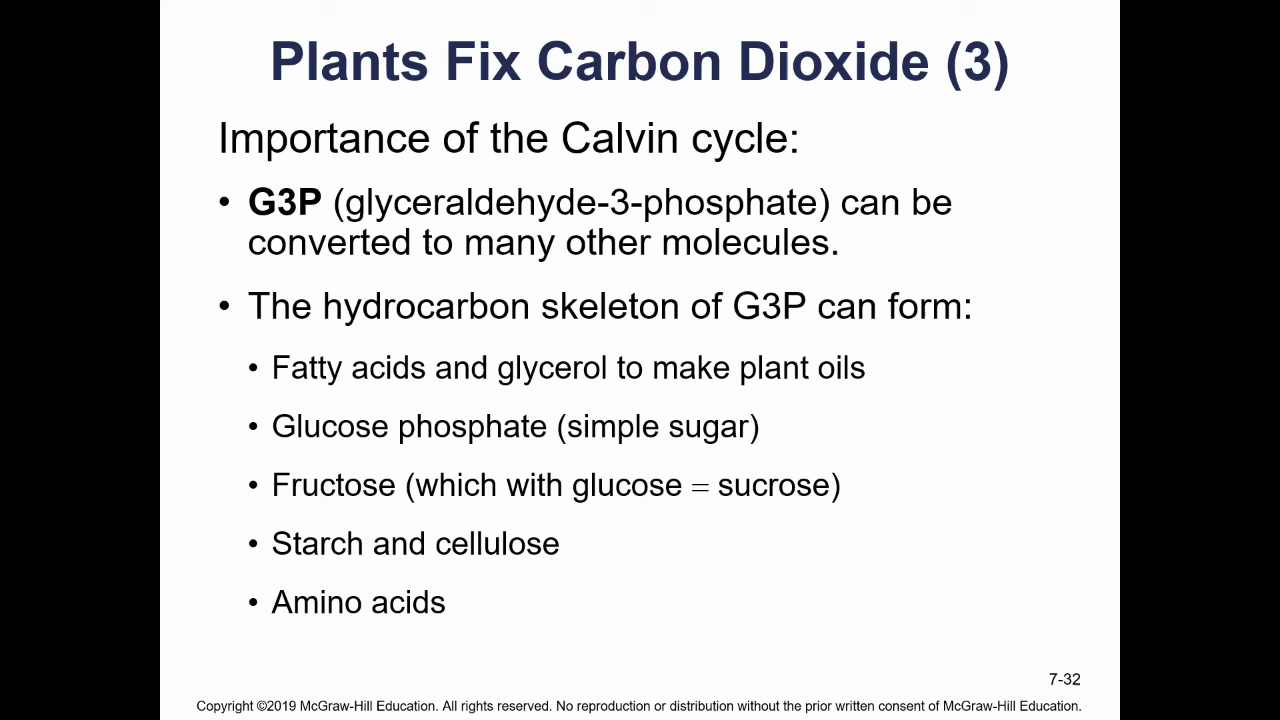 Plants Fix Carbon Dioxide (3)
Importance of the Calvin cycle:
• G3P (glyceraldehyde-3-phosphate) can be
converted to many other molecules.
• The hydrocarbon skeleton of G3P can form:
• Fatty acids and glycerol to make plant oils
• Glucose phosphate (simple sugar)
• Fructose (which with glucose = sucrose)
• Starch and cellulose
• Amino acids
7-32
Copyright ©2019 McGraw-Hill Education. All rights reserved. No reproduction or distribution without the prior written consent of McGraw-Hill Education.